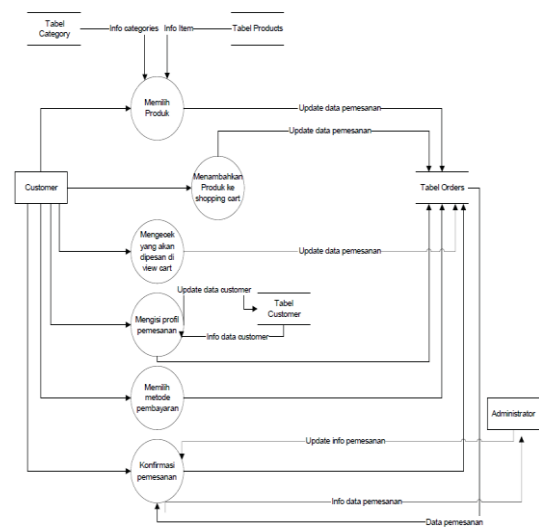 Tabel
Category
Info categories
Info Item
Tabel Products
Memilih
Produk
Update data pemesanan
Update data pemesanan
Customer
Menambahkan
Produk ke
shopping cart
Tabel Orders
Mengecek
yang akan
dipesan di
view cart
Update data pemesanan
Update data customer
Tabel
Customer
Mengisi profil
pemesanan
Info data customer
Memilih
metode
pembayaran
Administrator
Update info pemesanan
Konfirmasi
pemesanan
Info data pemesanan
Data pemesanan